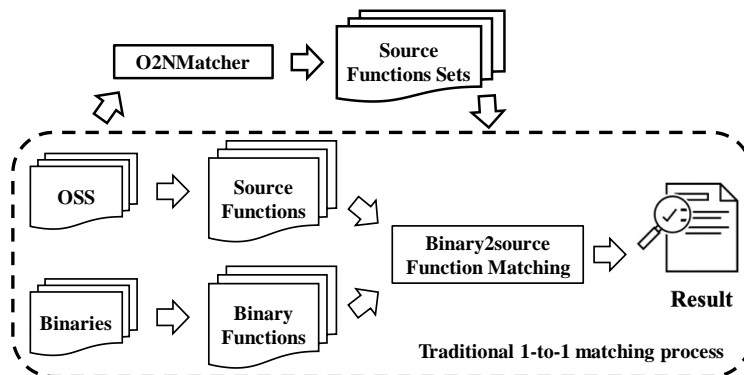 O2NMatcher
Source
Functions Sets
OSS
Source
Functions
Binary2source
Function Matching
Binaries
Binary
Functions
Result
Traditional 1-to-1 matching process